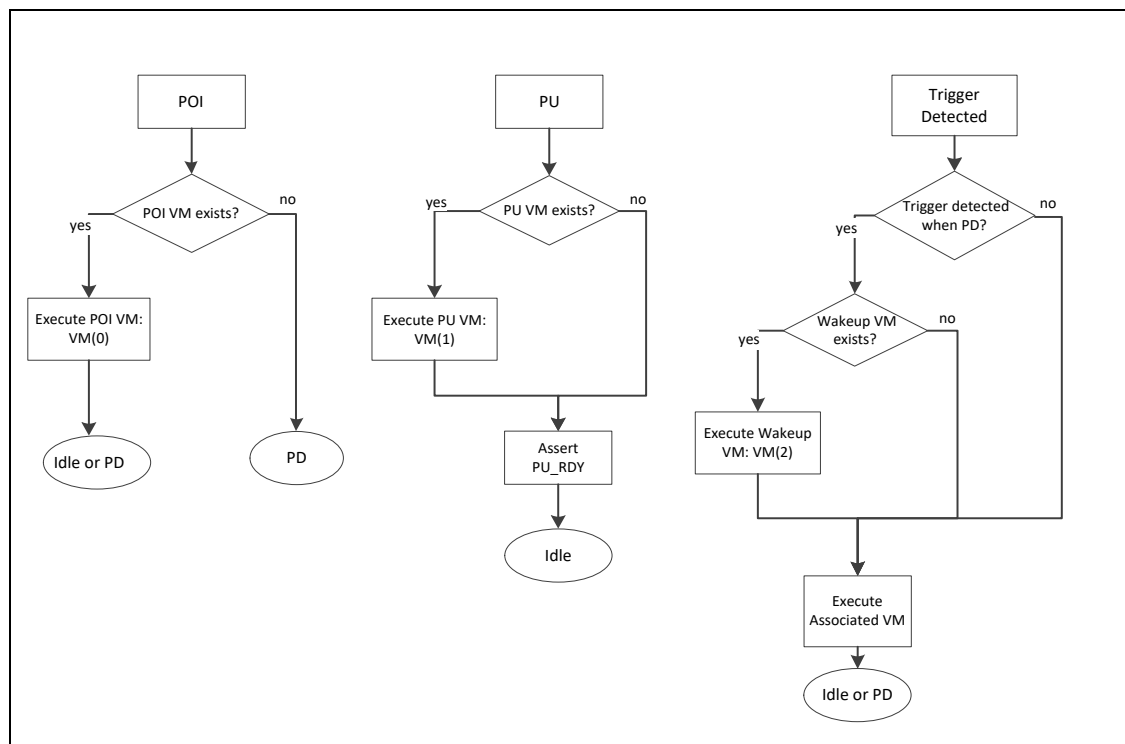 POI
POI VM exists?
yes
no
Execute POI VM:
VM(0)
Idle or PD
PD
PU
PU VM exists?
yes
no
Execute PU VM:
VM(1)
Assert
PU_RDY
Idle
Trigger
Detected
Trigger detected
when PD?
yes
no
Wakeup VM
exists?
yes
no
Execute Wakeup
VM: VM(2)
Execute
Associated VM
Idle or PD